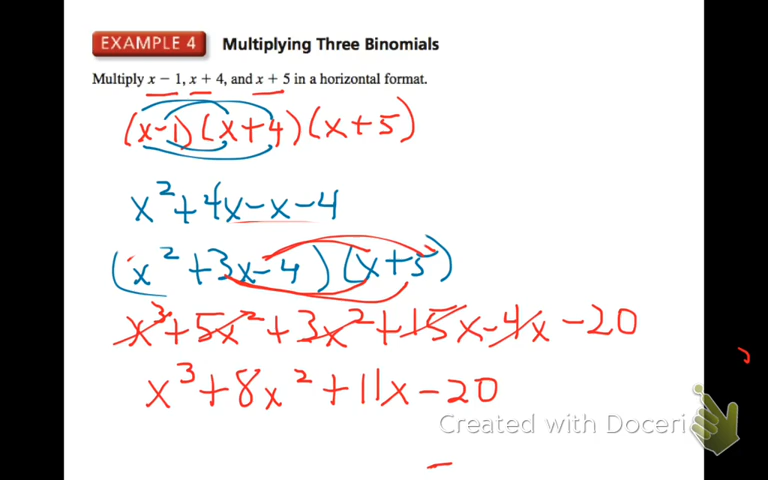 EXAMPLE 4 Multiplying Three Binomials
Multiply x − 1, x + 4, and x + 5 in a horizontal format.
(x-1)(x+4)(x+5)
x² + 4x - x - 4
(x² + 3x - 4)(x + 5)
x³ + 5x² + 3x² + 15x - 4x - 20
x³ + 8x² + 11x - 20
Created with Doceri